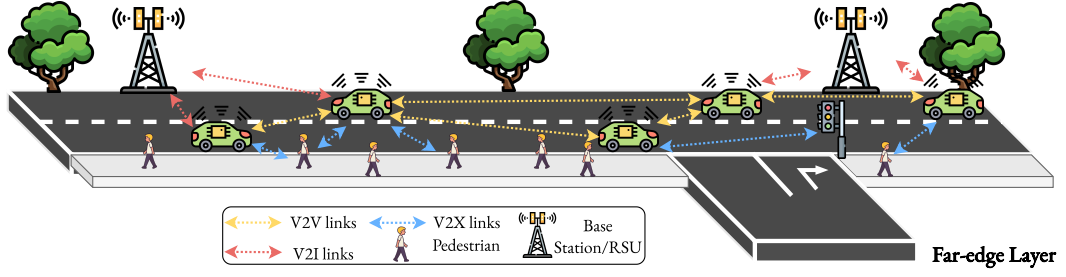 V2V links
V2X links
Base
Station/RSU
V2I links
Pedestrian
Far-edge Layer